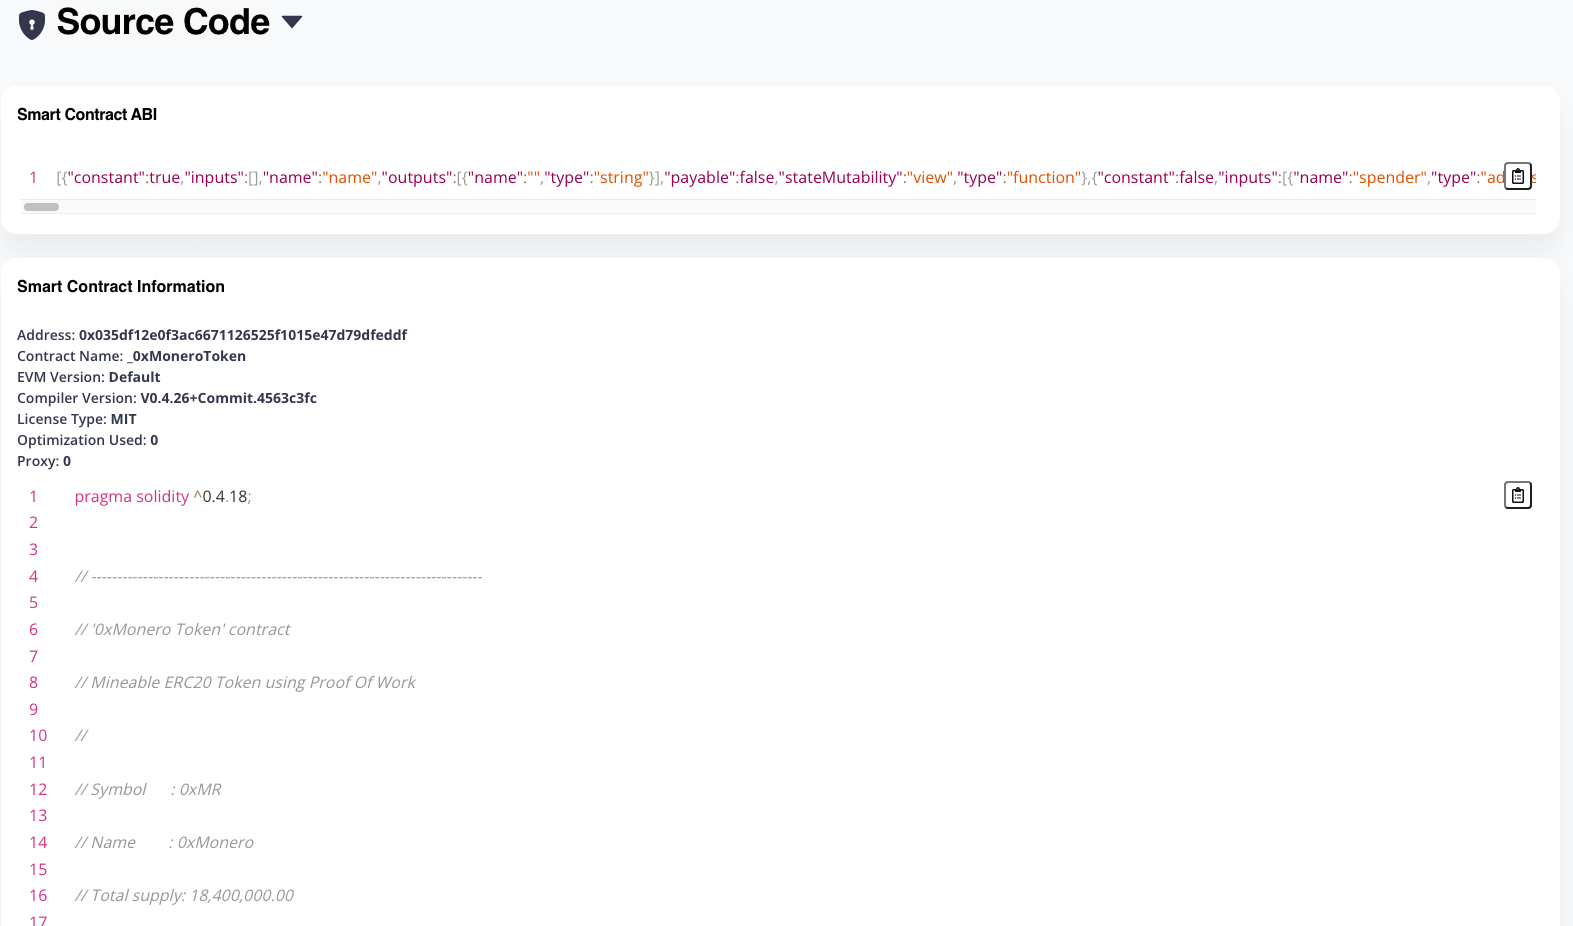 Source Code
Smart Contract ABI
1 [{"constant":true,"inputs":[],"name":"name","outputs":[{"name":"","type":"string"}],"payable":false,"stateMutability":"view","type":"function"},{"constant":false,"inputs":[{"name":"spender","type":"ad
Smart Contract Information
Address: 0x035df12e0f3ac6671126525f1015e47d79dfeddf
Contract Name: _0xMoneroToken
EVM Version: Default
Compiler Version: V0.4.26+Commit.4563c3fc
License Type: MIT
Optimization Used: 0
Proxy: 0
1 pragma solidity ^0.4.18;
2
3
4 // ----------------------------------------------------------------------------
5
6 // '0xMonero Token' contract
7
8 // Mineable ERC20 Token using Proof Of Work
9
10 //
11
12 // Symbol      : 0xMR
13
14 // Name        : 0xMonero
15
16 // Total supply: 18,400,000.00
17